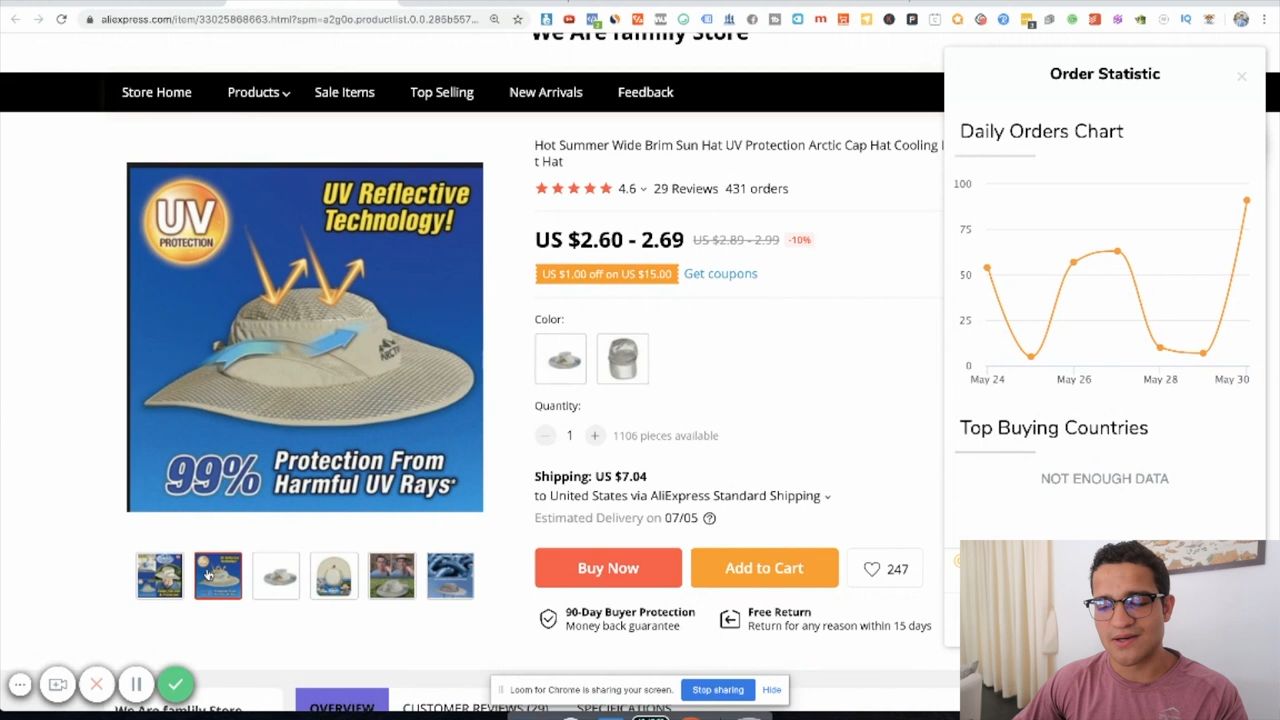 aliexpress.com/item/33025868663.html?spm=a2g0o.productlist.0.0.285b557...
We Are family Store
Store Home
Products
Sale Items
Top Selling
New Arrivals
Feedback
Order Statistic
Daily Orders Chart
100
75
50
25
0
May 24
May 26
May 28
May 30
Top Buying Countries
NOT ENOUGH DATA
UV
PROTECTION
UV Reflective
Technology!
99% Protection From
Harmful UV Rays*
Hot Summer Wide Brim Sun Hat UV Protection Arctic Cap Hat Cooling
t Hat
4.6
29 Reviews
431 orders
US $2.60 - 2.69
US $2.89 - 2.99
-10%
US $1.00 off on US $15.00
Get coupons
Color:
Quantity:
1
1106 pieces available
Shipping: US $7.04
to United States via AliExpress Standard Shipping
Estimated Delivery on 07/05
Buy Now
Add to Cart
247
90-Day Buyer Protection
Money back guarantee
Free Return
Return for any reason within 15 days
Loom for Chrome is sharing your screen.
Stop sharing
Hide
We Are family Store
OVERVIEW
CUSTOMER REVIEWS (29)
SPECIFICATIONS